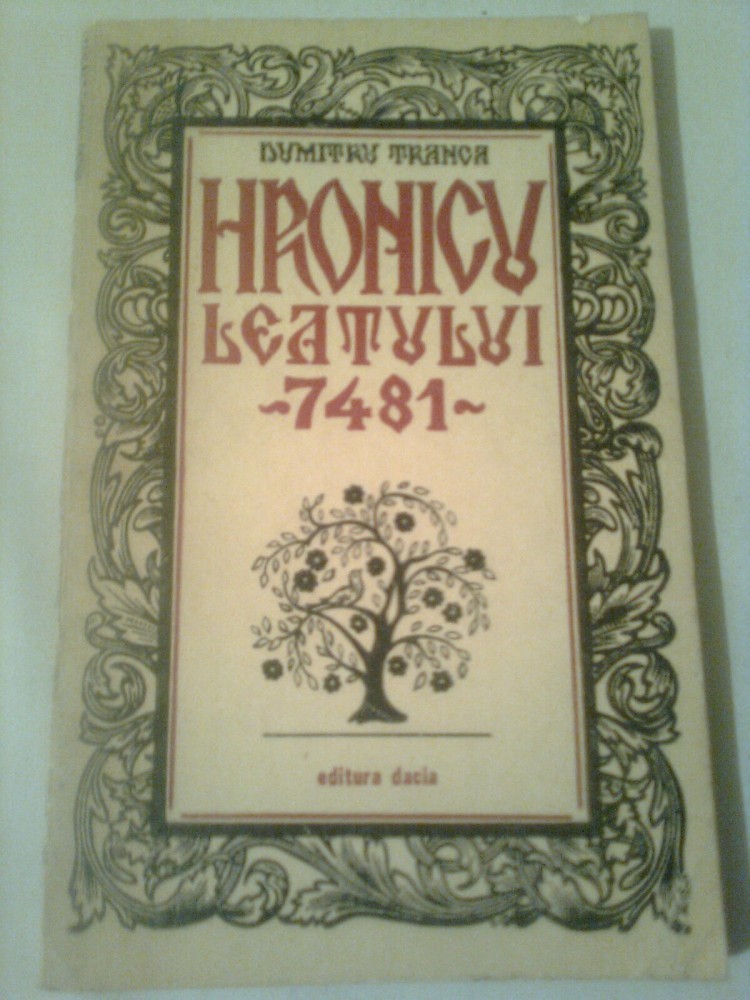 DUMITRU TRANCA
HRONICU
LEATULUI
~7481~
editura dacia